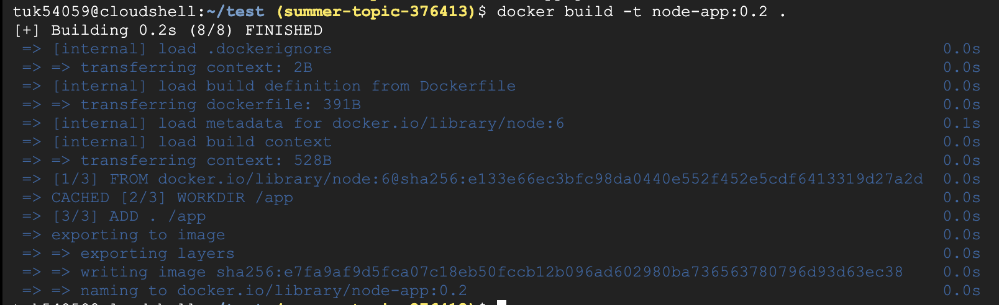 tuk54059@cloudshell:~/test (summer-topic-376413)$ docker build -t node-app:0.2 .
[+] Building 0.2s (8/8) FINISHED
=> [internal] load .dockerignore 0.0s
=> => transferring context: 2B 0.0s
=> [internal] load build definition from Dockerfile 0.0s
=> => transferring dockerfile: 391B 0.0s
=> [internal] load metadata for docker.io/library/node:6 0.1s
=> [internal] load build context 0.0s
=> => transferring context: 528B 0.0s
=> [1/3] FROM docker.io/library/node:6@sha256:e133e66ec3bfc98da0440e552f452e5cdf6413319d27a2d 0.0s
=> CACHED [2/3] WORKDIR /app 0.0s
=> [3/3] ADD . /app 0.0s
=> exporting to image 0.0s
=> => exporting layers 0.0s
=> => writing image sha256:e7fa9af9d5fca07c18eb50fccb12b096ad602980ba736563780796d93d63ec38 0.0s
=> => naming to docker.io/library/node-app:0.2 0.0s
tuk54059@cloudshell:~/test (summer-topic-376413)$